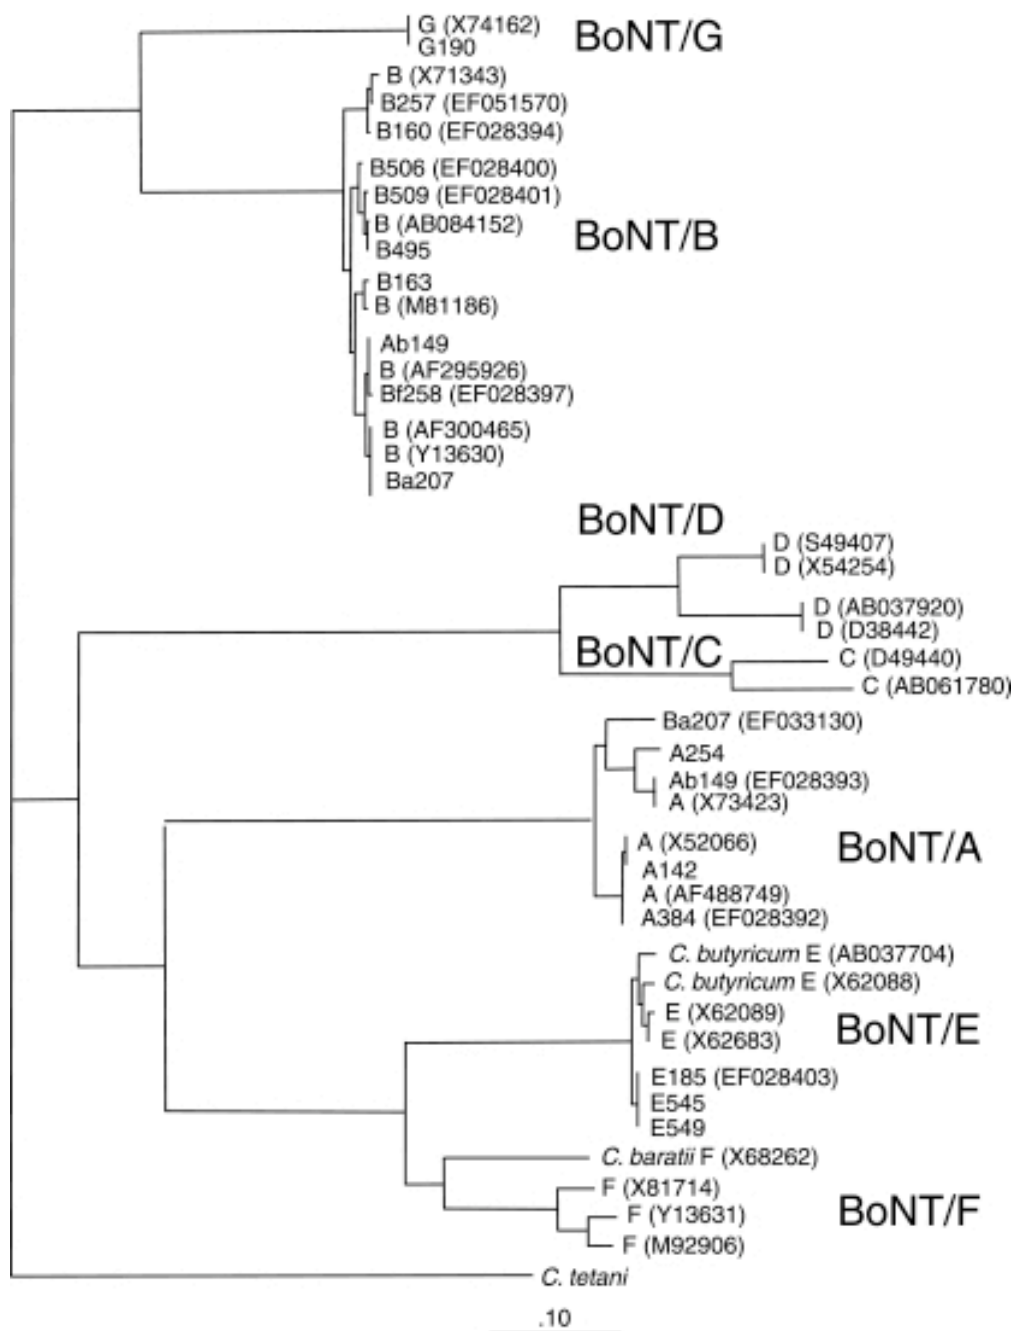 G (X74162)
BoNT/G
G190
B (X71343)
B257 (EF051570)
B160 (EF028394)
B506 (EF028400)
B509 (EF028401)
B (AB084152)
BoNT/B
B495
B163
B (M81186)
Ab149
B (AF295926)
Bf258 (EF028397)
B (AF300465)
B (Y13630)
Ba207
BoNT/D
D (S49407)
D (X54254)
D (AB037920)
D (D38442)
BoNT/C
C (D49440)
C (AB061780)
Ba207 (EF033130)
A254
Ab149 (EF028393)
A (X73423)
A (X52066)
BoNT/A
A142
A (AF488749)
A384 (EF028392)
C. butyricum E (AB037704)
C. butyricum E (X62088)
E (X62089)
BoNT/E
E (X62683)
E185 (EF028403)
E545
E549
C. baratii F (X68262)
F (X81714)
BoNT/F
F (Y13631)
F (M92906)
C. tetani
.10